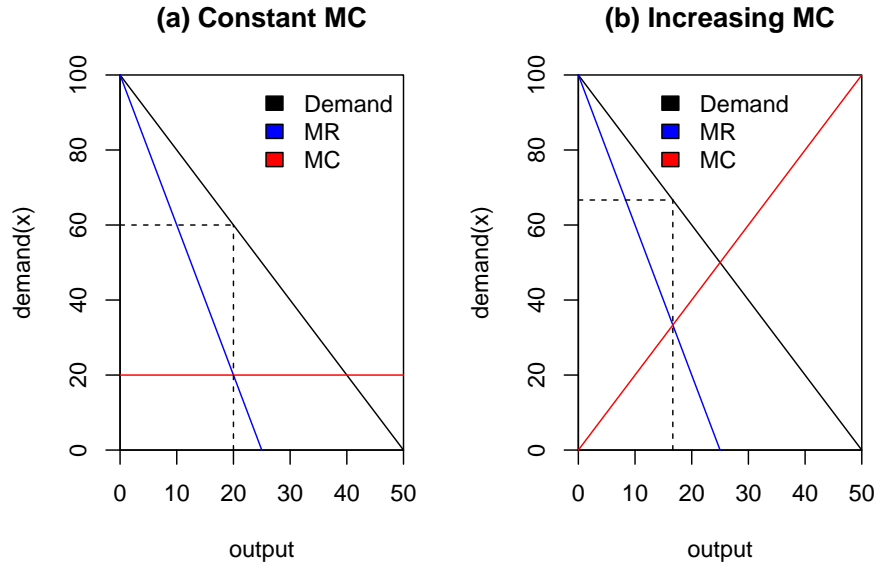 (a) Constant MC
demand(x)
100
80
60
40
20
0
Demand
MR
MC
0 10 20 30 40 50
output
(b) Increasing MC
demand(x)
100
80
60
40
20
0
Demand
MR
MC
0 10 20 30 40 50
output